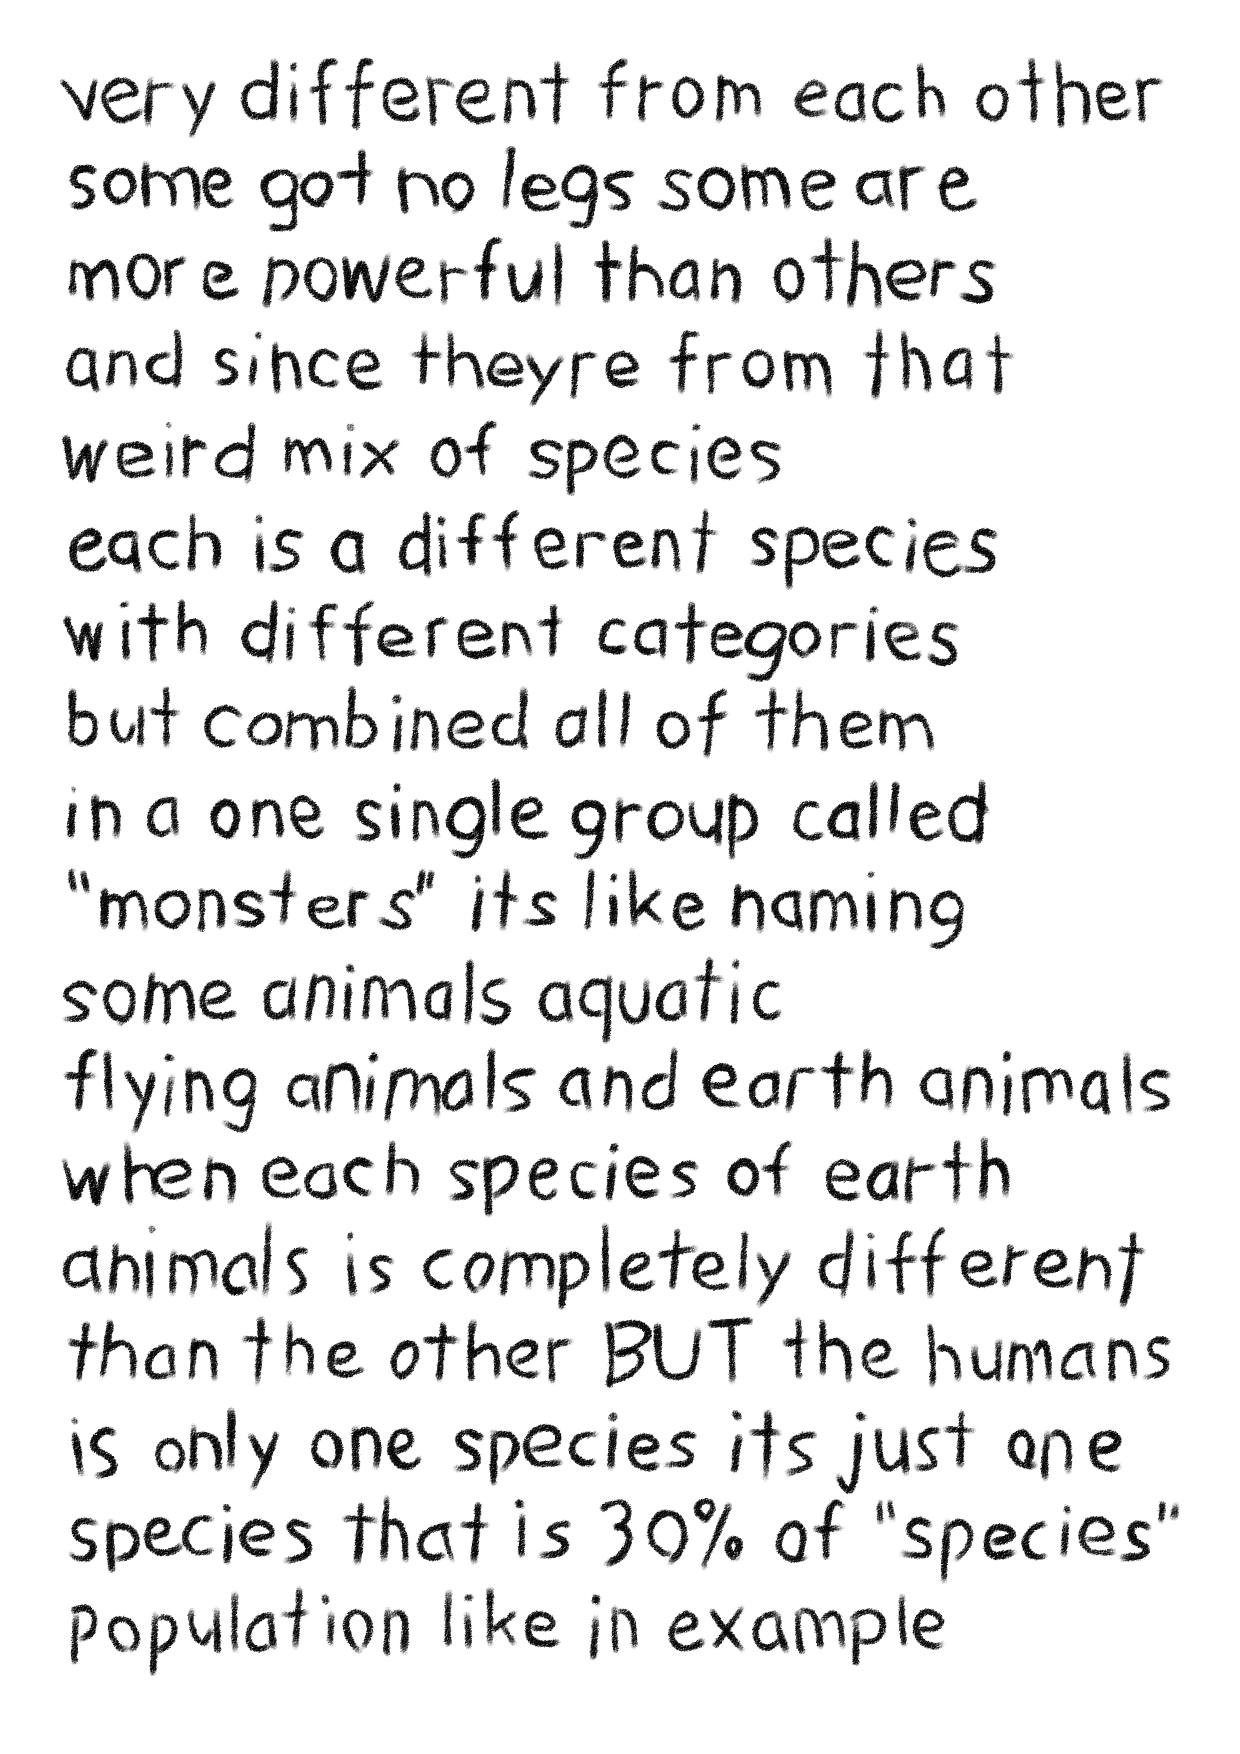 very different from each other
some got no legs some are
more powerful than others
and since theyre from that
weird mix of species
each is a different species
with different categories
but combined all of them
in a one single group called
"monsters" its like naming
some animals aquatic
flying animals and earth animals
when each species of earth
animals is completely different
than the other BUT the humans
is only one species its just one
species that is 30% of "species"
population like in example